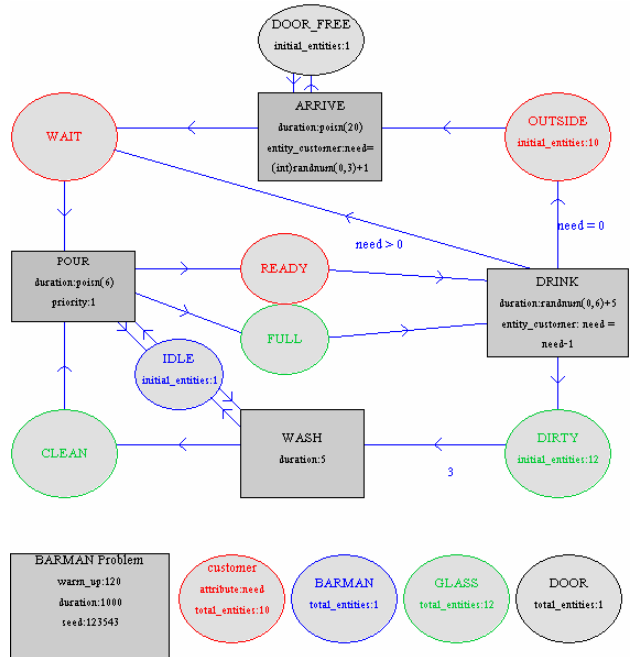 DOOR_FREE
initial_entities:1
ARRIVE
duration:poisn(20)
entity_customer:need=
(int)randnum(0,3)+1
WAIT
OUTSIDE
initial_entities:10
need > 0
need = 0
POUR
duration:poisn(6)
priority:1
READY
FULL
DRINK
duration:randnum(0,6)+5
entity_customer: need =
need-1
IDLE
initial_entities:1
CLEAN
WASH
duration:5
3
DIRTY
initial_entities:12
BARMAN Problem
warm_up:120
duration:1000
seed:123543
customer
attribute:need
total_entities:10
BARMAN
total_entities:1
GLASS
total_entities:12
DOOR
total_entities:1